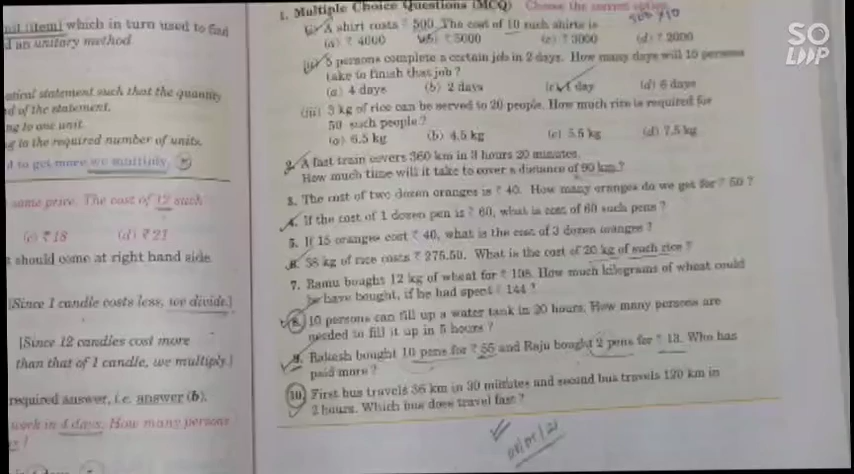 nit (item) which in turn used to find
d an unitary method.
atical statement such that the quantity
nd of the statement.
ng to one unit.
g to the required number of units.
d to get more we multiply.
same price. The cost of 12 such
(c) ₹ 18 (d) ₹ 21
t should come at right hand side.
[Since 1 candle costs less, we divide.]
[Since 12 candles cost more
than that of 1 candle, we multiply.]
required answer, i.e. answer (b).
work in 4 days. How many persons
1. Multiple Choice Questions (MCQ) Choose the correct option.
(i) A shirt costs ₹ 500. The cost of 10 such shirts is
(a) ₹ 4000 (b) ₹ 5000 (c) ₹ 3000 (d) ₹ 2000
(ii) 5 persons complete a certain job in 2 days. How many days will 10 persons
take to finish that job ?
(a) 4 days (b) 2 days (c) 1 day (d) 6 days
(iii) 3 kg of rice can be served to 20 people. How much rice is required for
50 such people ?
(a) 6.5 kg (b) 4.5 kg (c) 5.5 kg (d) 7.5 kg
2. A fast train covers 360 km in 3 hours 20 minutes.
How much time will it take to cover a distance of 90 km ?
3. The cost of two dozen oranges is ₹ 40. How many oranges do we get for ₹ 50 ?
4. If the cost of 1 dozen pen is ₹ 60, what is cost of 60 such pens ?
5. If 15 oranges cost ₹ 40, what is the cost of 3 dozen oranges ?
6. 38 kg of rice costs ₹ 275.50. What is the cost of 20 kg of such rice ?
7. Ramu bought 12 kg of wheat for ₹ 108. How much kilograms of wheat could
he have bought, if he had spent ₹ 144 ?
8. 10 persons can fill up a water tank in 20 hours. How many persons are
needed to fill it up in 5 hours ?
9. Rakesh bought 10 pens for ₹ 55 and Raju bought 2 pens for ₹ 13. Who has
paid more ?
10. First bus travels 36 km in 30 minutes and second bus travels 120 km in
2 hours. Which bus does travel fast ?
SO
LOOP